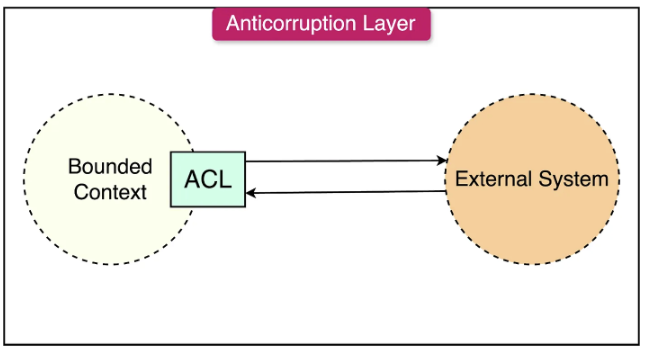 Anticorruption Layer
Bounded
Context
ACL
External System